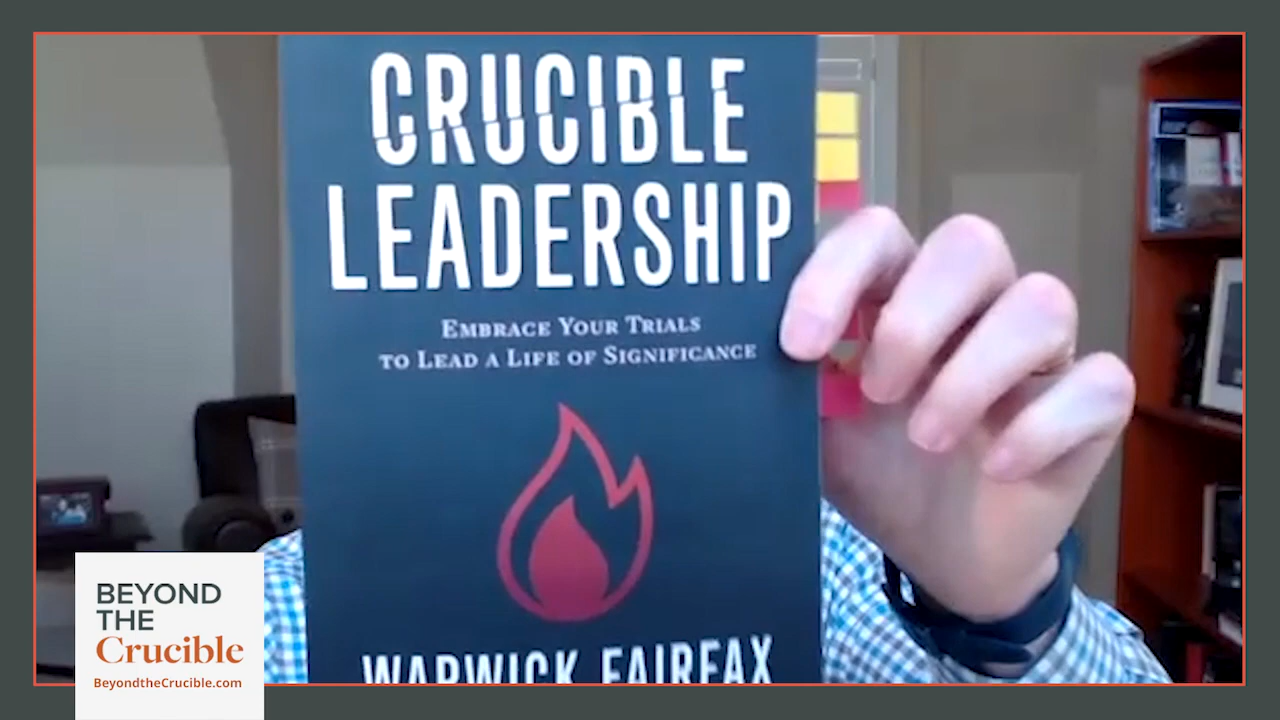 CRUCIBLE
LEADERSHIP
EMBRACE YOUR TRIALS
TO LEAD A LIFE OF SIGNIFICANCE
WARWICK FAIRFAX
BEYOND
THE
Crucible
BeyondtheCrucible.com